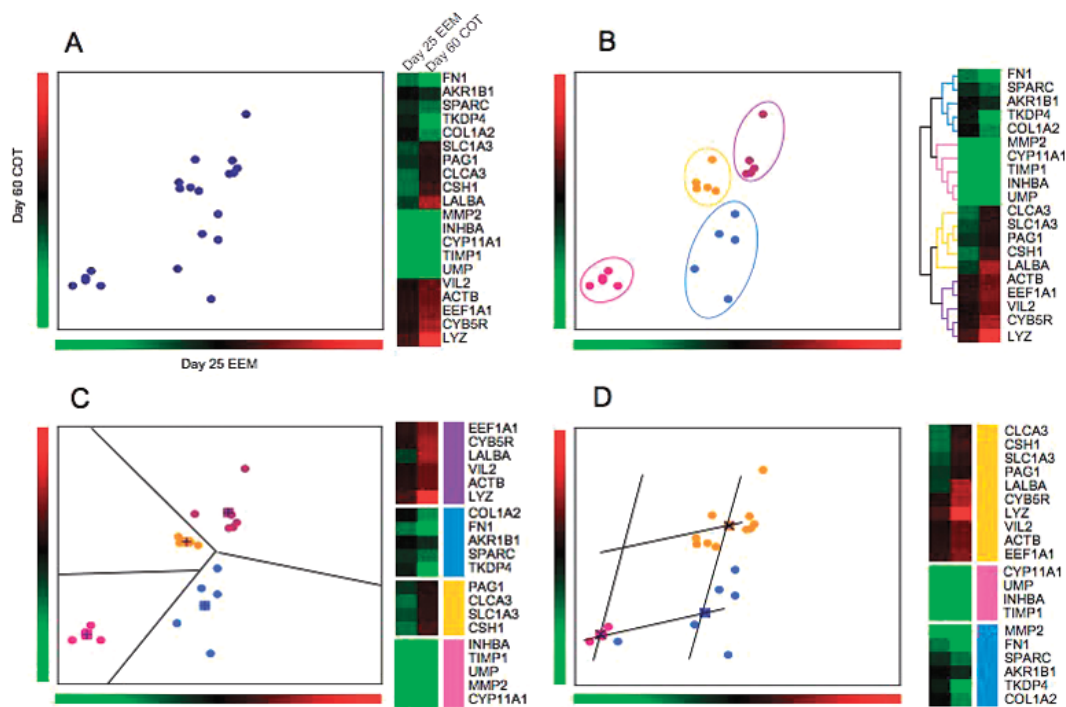 A
Day 25 EEM
Day 60 COT
Day 60 COT
Day 25 EEM
FN1
AKR1B1
SPARC
TKDP4
COL1A2
SLC1A3
PAG1
CLCA3
CSH1
LALBA
MMP2
INHBA
CYP11A1
TIMP1
UMP
VIL2
ACTB
EEF1A1
CYB5R
LYZ
B
FN1
SPARC
AKR1B1
TKDP4
COL1A2
MMP2
CYP11A1
TIMP1
INHBA
UMP
CLCA3
SLC1A3
PAG1
CSH1
LALBA
ACTB
EEF1A1
VIL2
CYB5R
LYZ
C
EEF1A1
CYB5R
LALBA
VIL2
ACTB
LYZ
COL1A2
FN1
AKR1B1
SPARC
TKDP4
PAG1
CLCA3
SLC1A3
CSH1
INHBA
TIMP1
UMP
MMP2
CYP11A1
D
CLCA3
CSH1
SLC1A3
PAG1
LALBA
CYB5R
LYZ
VIL2
ACTB
EEF1A1
CYP11A1
UMP
INHBA
TIMP1
MMP2
FN1
SPARC
AKR1B1
TKDP4
COL1A2